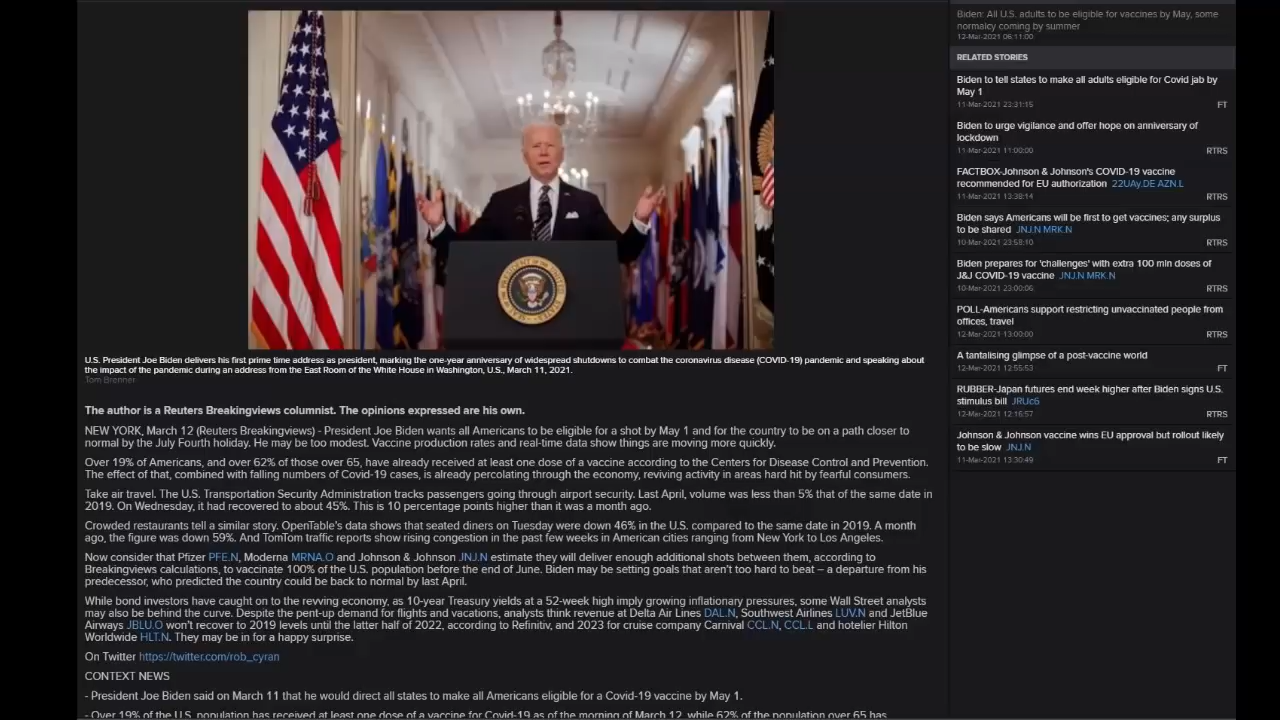 U.S. President Joe Biden delivers his first prime time address as president, marking the one-year anniversary of widespread shutdowns to combat the coronavirus disease (COVID-19) pandemic and speaking about
the impact of the pandemic during an address from the East Room of the White House in Washington, U.S., March 11, 2021.
Tom Brenner
The author is a Reuters Breakingviews columnist. The opinions expressed are his own.
NEW YORK, March 12 (Reuters Breakingviews) - President Joe Biden wants all Americans to be eligible for a shot by May 1 and for the country to be on a path closer to
normal by the July Fourth holiday. He may be too modest. Vaccine production rates and real-time data show things are moving more quickly.
Over 19% of Americans, and over 62% of those over 65, have already received at least one dose of a vaccine according to the Centers for Disease Control and Prevention.
The effect of that, combined with falling numbers of Covid-19 cases, is already percolating through the economy, reviving activity in areas hard hit by fearful consumers.
Take air travel. The U.S. Transportation Security Administration tracks passengers going through airport security. Last April, volume was less than 5% that of the same date in
2019. On Wednesday, it had recovered to about 45%. This is 10 percentage points higher than it was a month ago.
Crowded restaurants tell a similar story. OpenTable's data shows that seated diners on Tuesday were down 46% in the U.S. compared to the same date in 2019. A month
ago, the figure was down 59%. And TomTom traffic reports show rising congestion in the past few weeks in American cities ranging from New York to Los Angeles.
Now consider that Pfizer PFE.N, Moderna MRNA.O and Johnson & Johnson JNJ.N estimate they will deliver enough additional shots between them, according to
Breakingviews calculations, to vaccinate 100% of the U.S. population before the end of June. Biden may be setting goals that aren't too hard to beat – a departure from his
predecessor, who predicted the country could be back to normal by last April.
While bond investors have caught on to the revving economy, as 10-year Treasury yields at a 52-week high imply growing inflationary pressures, some Wall Street analysts
may also be behind the curve. Despite the pent-up demand for flights and vacations, analysts think revenue at Delta Air Lines DAL.N, Southwest Airlines LUV.N and JetBlue
Airways JBLU.O won't recover to 2019 levels until the latter half of 2022, according to Refinitiv, and 2023 for cruise company Carnival CCL.N, CCL.L and hotelier Hilton
Worldwide HLT.N. They may be in for a happy surprise.
On Twitter https://twitter.com/rob_cyran
CONTEXT NEWS
- President Joe Biden said on March 11 that he would direct all states to make all Americans eligible for a Covid-19 vaccine by May 1.
- Over 19% of the U.S. population has received at least one dose of a vaccine for Covid-19 as of the morning of March 12, while 62% of the population over 65 has
Biden: All U.S. adults to be eligible for vaccines by May, some
normalcy coming by summer
12-Mar-2021 06:11:00
RELATED STORIES
Biden to tell states to make all adults eligible for Covid jab by
May 1
11-Mar-2021 23:31:15 FT
Biden to urge vigilance and offer hope on anniversary of
lockdown
11-Mar-2021 11:00:00 RTRS
FACTBOX-Johnson & Johnson's COVID-19 vaccine
recommended for EU authorization 22UAy.DE AZN.L
11-Mar-2021 13:38:14 RTRS
Biden says Americans will be first to get vaccines; any surplus
to be shared JNJ.N MRK.N
10-Mar-2021 23:58:10 RTRS
Biden prepares for 'challenges' with extra 100 mln doses of
J&J COVID-19 vaccine JNJ.N MRK.N
10-Mar-2021 23:00:06 RTRS
POLL-Americans support restricting unvaccinated people from
offices, travel
12-Mar-2021 13:00:00 RTRS
A tantalising glimpse of a post-vaccine world
12-Mar-2021 12:55:53 FT
RUBBER-Japan futures end week higher after Biden signs U.S.
stimulus bill JRUc6
12-Mar-2021 12:16:57 RTRS
Johnson & Johnson vaccine wins EU approval but rollout likely
to be slow JNJ.N
11-Mar-2021 13:30:49 FT